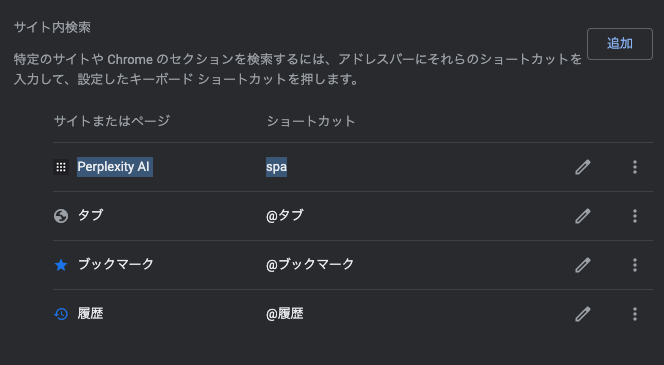 サイト内検索
追加
特定のサイトや Chrome のセクションを検索するには、アドレスバーにそれらのショートカットを
入力して、設定したキーボード ショートカットを押します。
サイトまたはページ ショートカット
Perplexity AI spa
タブ @タブ
ブックマーク @ブックマーク
履歴 @履歴